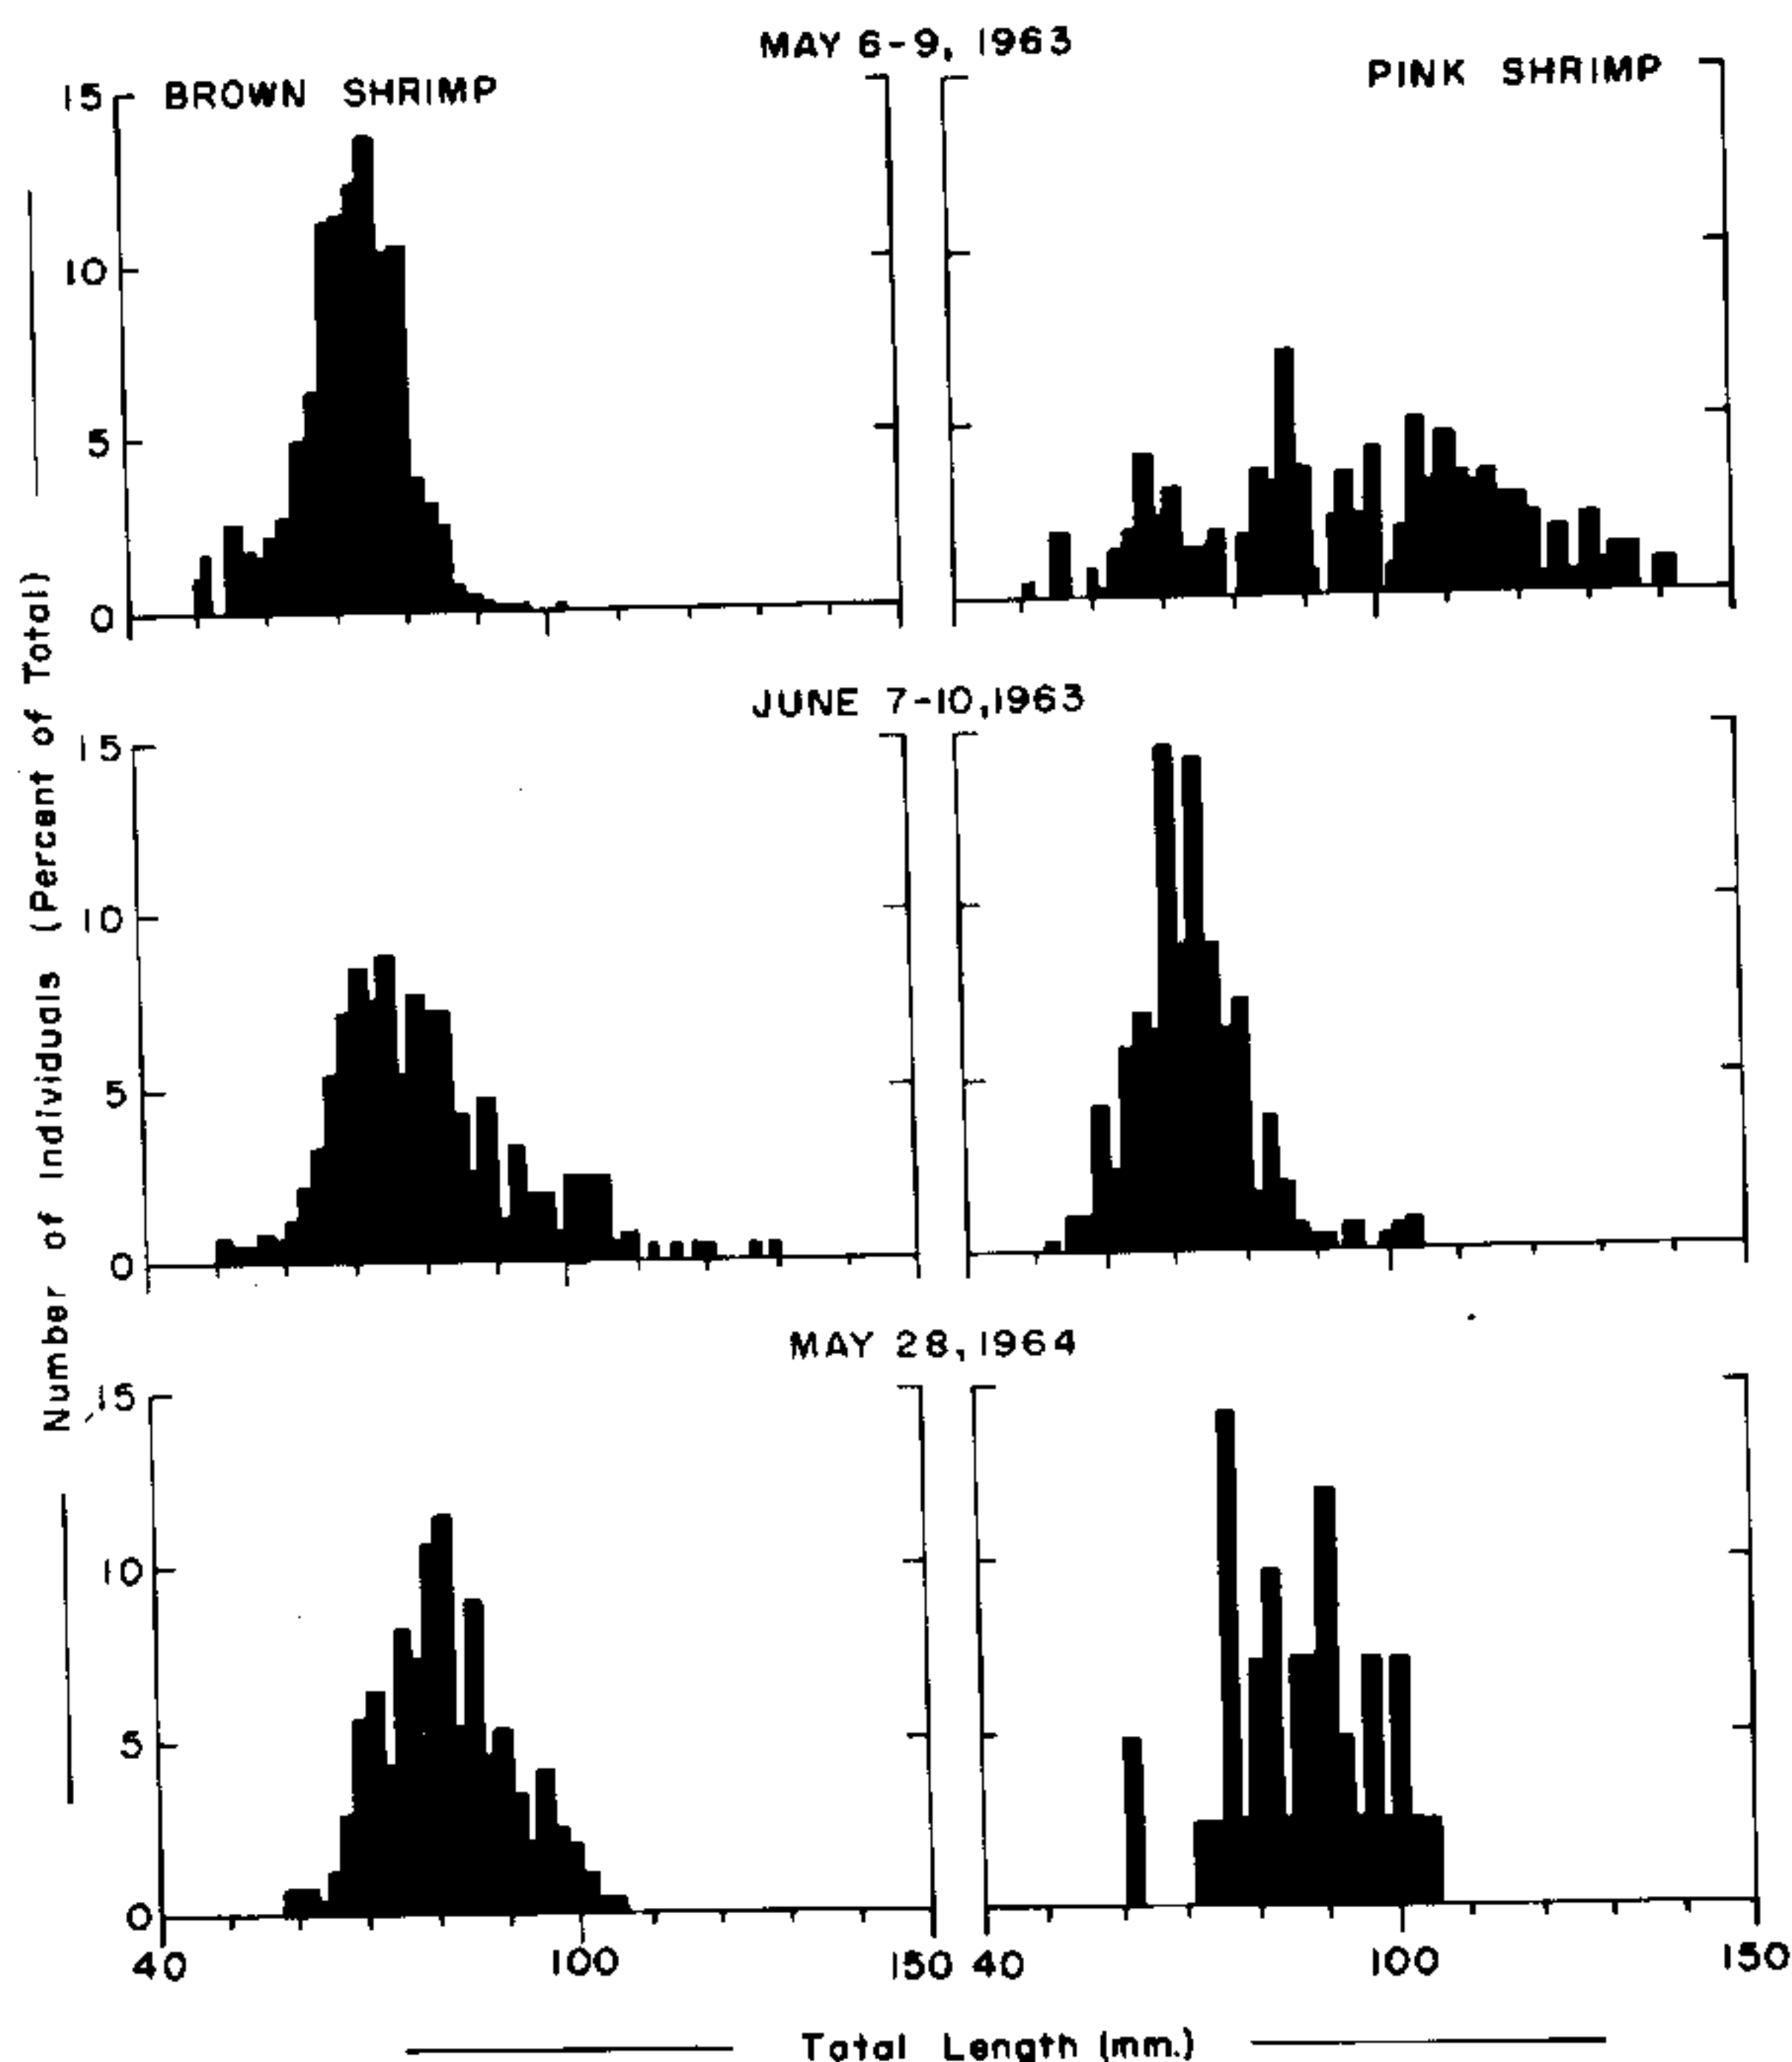 MAY 6-9, 1963
BROWN SHRIMP
PINK SHRIMP
15
10
5
0
JUNE 7-10,1963
15
10
5
0
MAY 28,1964
15
10
5
0
40 100 150 40 100 150
Number of Individuals (Percent of Total)
Total Length (mm.)